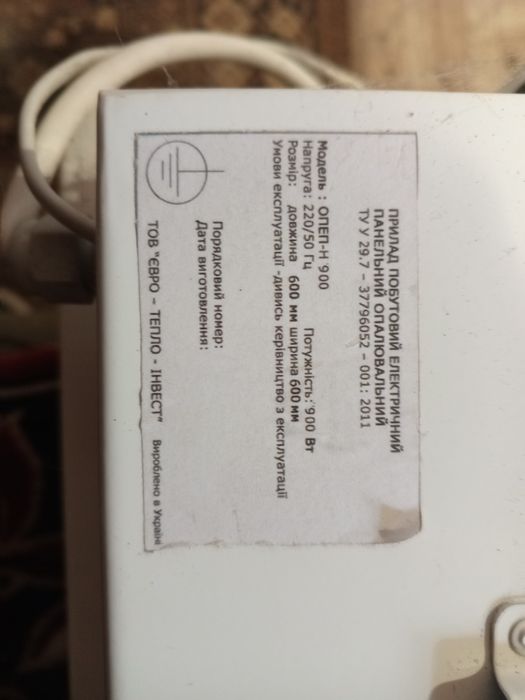 ПРИЛАД ПОБУТОВИЙ ЕЛЕКТРИЧНИЙ
ПАНЕЛЬНИЙ ОПАЛЮВАЛЬНИЙ
ТУ У 29.7 – 37796052 – 001: 2011
Модель : ОПЕП-Н 900
Напруга: 220/50 Гц Потужність: 900 Вт
Розмір: довжина 600 мм ширина 600 мм
Умови експлуатації -дивись керівництво з експлуатації
Порядковий номер:
Дата виготовлення:
ТОВ "ЄВРО – ТЕПЛО - ІНВЕСТ" Вироблено в Україні